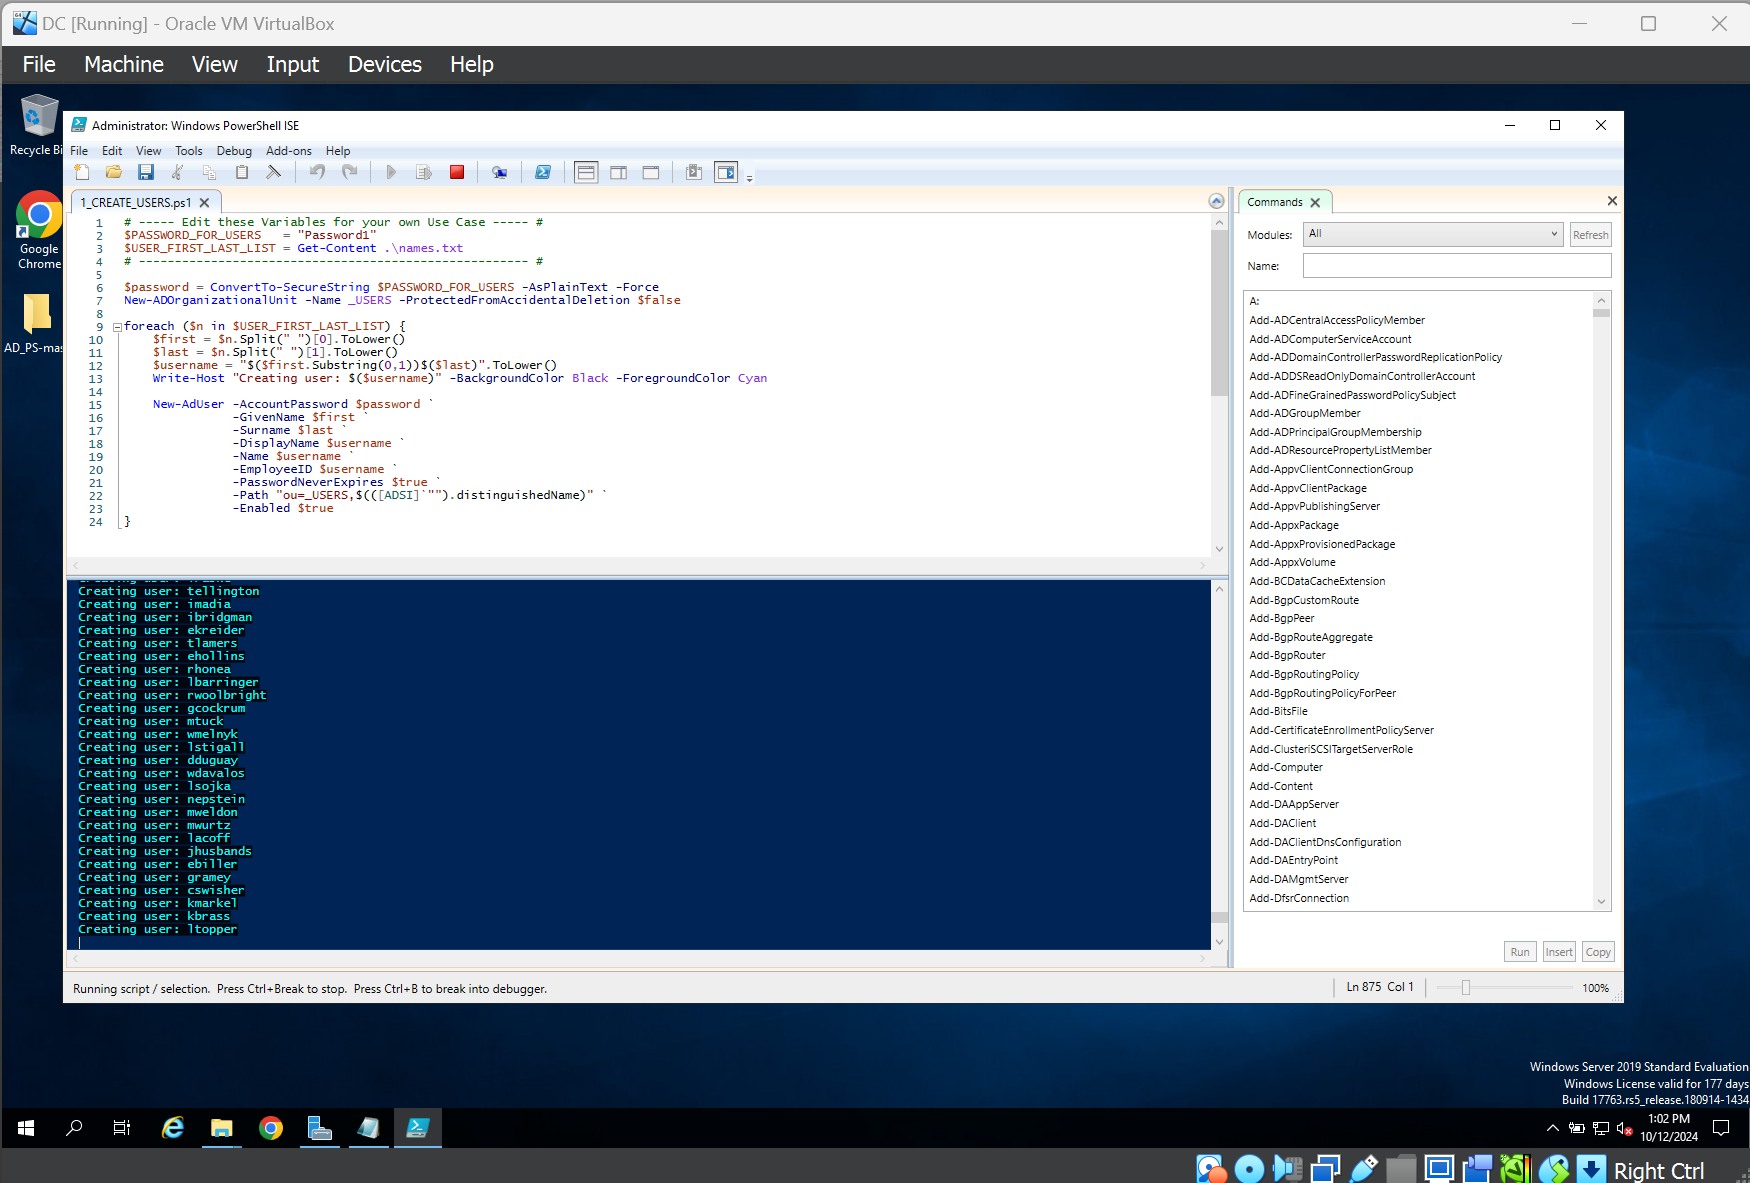 DC [Running] - Oracle VM VirtualBox
File Machine View Input Devices Help
Recycle Bi
Google Chrome
AD_PS-mas
Administrator: Windows PowerShell ISE
File Edit View Tools Debug Add-ons Help
1_CREATE_USERS.ps1
1 # ----- Edit these Variables for your own Use Case ----- #
2 $PASSWORD_FOR_USERS   = "Password1"
3 $USER_FIRST_LAST_LIST = Get-Content .\names.txt
4 # ------------------------------------------------------ #
5
6 $password = ConvertTo-SecureString $PASSWORD_FOR_USERS -AsPlainText -Force
7 New-ADOrganizationalUnit -Name _USERS -ProtectedFromAccidentalDeletion $false
8
9 foreach ($n in $USER_FIRST_LAST_LIST) {
10     $first = $n.Split(" ")[0].ToLower()
11     $last = $n.Split(" ")[1].ToLower()
12     $username = "$($first.Substring(0,1))$($last)".ToLower()
13     Write-Host "Creating user: $($username)" -BackgroundColor Black -ForegroundColor Cyan
14
15     New-AdUser -AccountPassword $password `
16                -GivenName $first `
17                -Surname $last `
18                -DisplayName $username `
19                -Name $username `
20                -EmployeeID $username `
21                -PasswordNeverExpires $true `
22                -Path "ou=_USERS,$(([ADSI]`"").distinguishedName)" `
23                -Enabled $true
24 }
Creating user: tellington
Creating user: imadia
Creating user: ibridgman
Creating user: ekreider
Creating user: tlamers
Creating user: ehollins
Creating user: rhonea
Creating user: lbarringer
Creating user: rwoolbright
Creating user: gcockrum
Creating user: mtuck
Creating user: wmelnyk
Creating user: lstigall
Creating user: dduguay
Creating user: wdavalos
Creating user: lsojka
Creating user: nepstein
Creating user: mweldon
Creating user: mwurtz
Creating user: lacoff
Creating user: jhusbands
Creating user: ebiller
Creating user: gramey
Creating user: cswisher
Creating user: kmarkel
Creating user: kbrass
Creating user: ltopper
Running script / selection.  Press Ctrl+Break to stop.  Press Ctrl+B to break into debugger.
Ln 875 Col 1
100%
Commands
Modules: All Refresh
Name:
A:
Add-ADCentralAccessPolicyMember
Add-ADComputerServiceAccount
Add-ADDomainControllerPasswordReplicationPolicy
Add-ADDSReadOnlyDomainControllerAccount
Add-ADFineGrainedPasswordPolicySubject
Add-ADGroupMember
Add-ADPrincipalGroupMembership
Add-ADResourcePropertyListMember
Add-AppvClientConnectionGroup
Add-AppvClientPackage
Add-AppvPublishingServer
Add-AppxPackage
Add-AppxProvisionedPackage
Add-AppxVolume
Add-BCDataCacheExtension
Add-BgpCustomRoute
Add-BgpPeer
Add-BgpRouteAggregate
Add-BgpRouter
Add-BgpRoutingPolicy
Add-BgpRoutingPolicyForPeer
Add-BitsFile
Add-CertificateEnrollmentPolicyServer
Add-ClusteriSCSITargetServerRole
Add-Computer
Add-Content
Add-DAAppServer
Add-DAClient
Add-DAClientDnsConfiguration
Add-DAEntryPoint
Add-DAMgmtServer
Add-DfsrConnection
Run Insert Copy
Windows Server 2019 Standard Evaluation
Windows License valid for 177 days
Build 17763.rs5_release.180914-1434
1:02 PM
10/12/2024
Right Ctrl